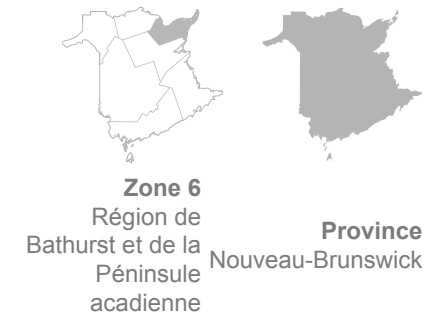 Zone 6
Région de
Bathurst et de la
Péninsule
acadienne
Province
Nouveau-Brunswick